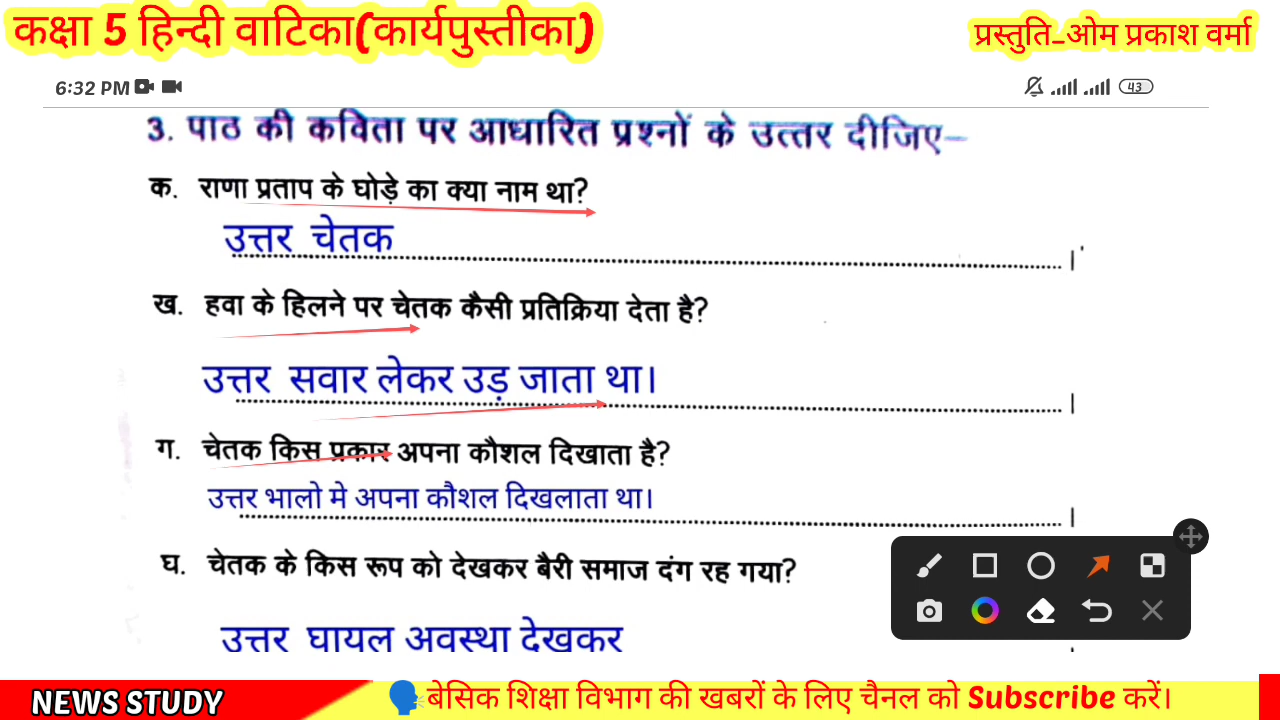 कक्षा 5 हिन्दी वाटिका(कार्यपुस्तीका)
प्रस्तुति-ओम प्रकाश वर्मा
6:32 PM
43
3. पाठ की कविता पर आधारित प्रश्नों के उत्तर दीजिए–
क. राणा प्रताप के घोड़े का क्या नाम था?
उत्तर चेतक
ख. हवा के हिलने पर चेतक कैसी प्रतिक्रिया देता है?
उत्तर सवार लेकर उड़ जाता था।
ग. चेतक किस प्रकार अपना कौशल दिखाता है?
उत्तर भालो मे अपना कौशल दिखलाता था।
घ. चेतक के किस रूप को देखकर बैरी समाज दंग रह गया?
उत्तर घायल अवस्था देखकर
NEWS STUDY
बेसिक शिक्षा विभाग की खबरों के लिए चैनल को Subscribe करें।